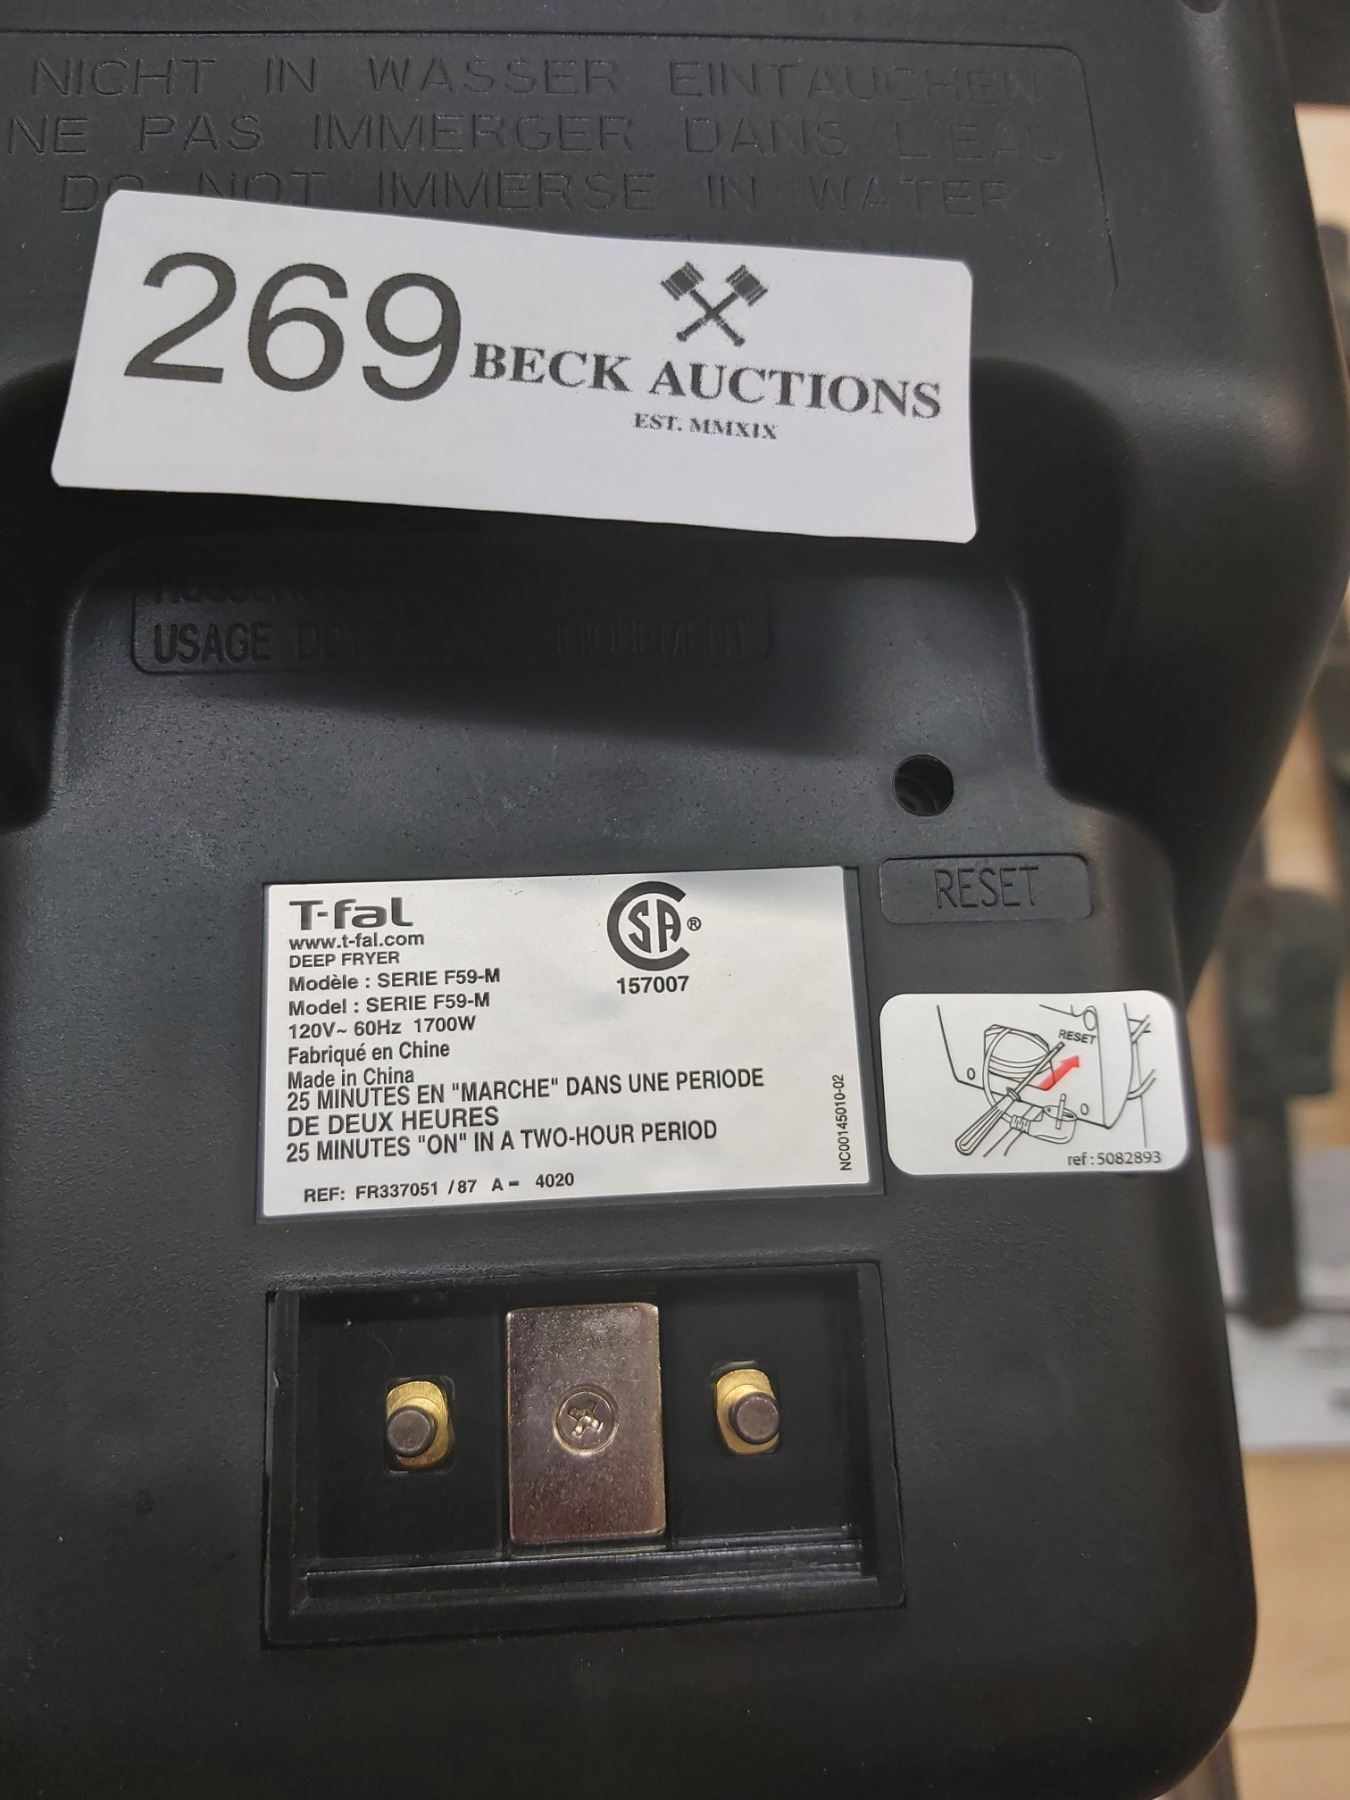 NICHT IN WASSER EINTAUCHEN
NE PAS IMMERGER DANS L'EAU
DO NOT IMMERSE IN WATER
269
BECK AUCTIONS
EST. MMXIX
USAGE DOMESTIQUE UNIQUEMENT
RESET
T-fal
www.t-fal.com
DEEP FRYER
Modèle : SERIE F59-M
Model : SERIE F59-M
120V~ 60Hz 1700W
Fabriqué en Chine
Made in China
25 MINUTES EN "MARCHE" DANS UNE PERIODE
DE DEUX HEURES
25 MINUTES "ON" IN A TWO-HOUR PERIOD
REF: FR337051 /87 A - 4020
CSA®
157007
NC00145010-02
RESET
ref : 5082893